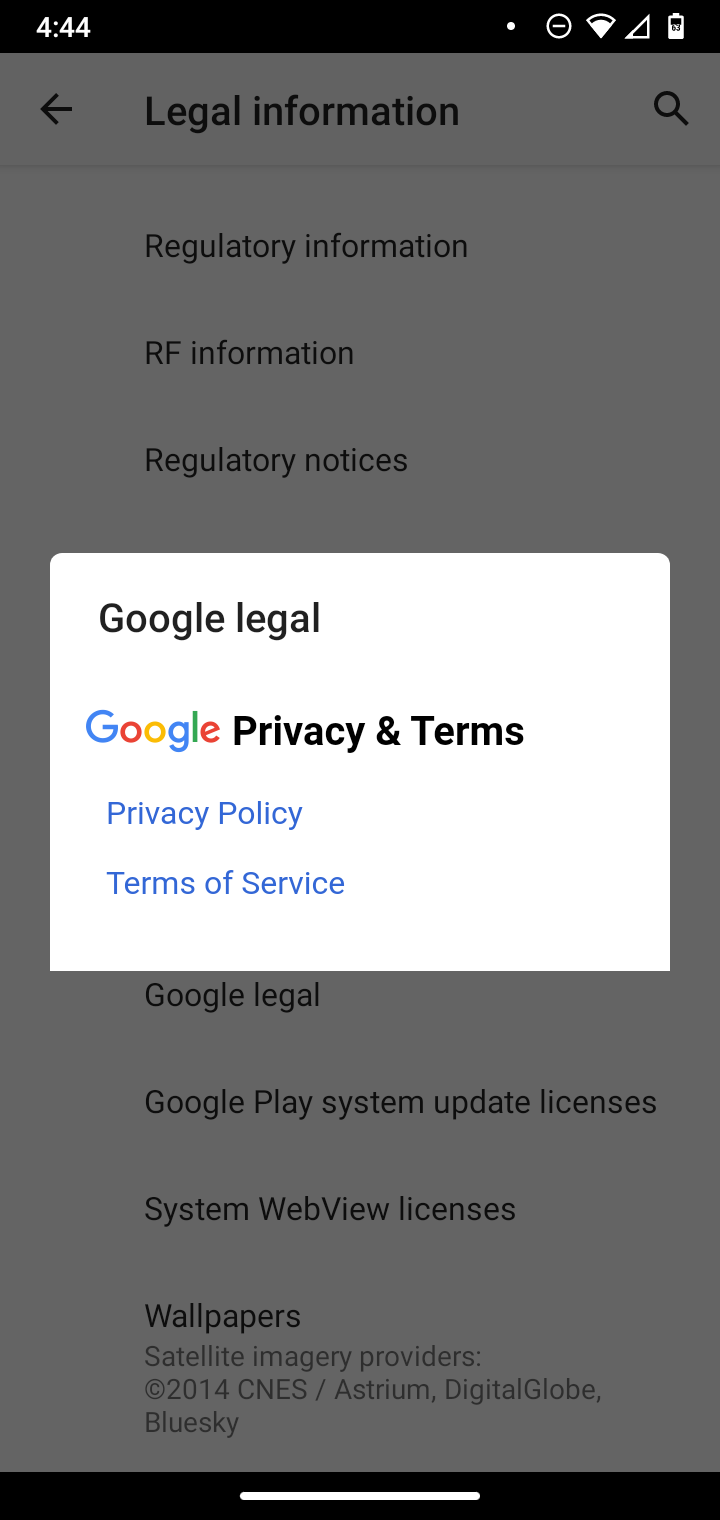 4:44
Legal information
Regulatory information
RF information
Regulatory notices
Google legal
Google Privacy & Terms
Privacy Policy
Terms of Service
Google legal
Google Play system update licenses
System WebView licenses
Wallpapers
Satellite imagery providers:
©2014 CNES / Astrium, DigitalGlobe,
Bluesky